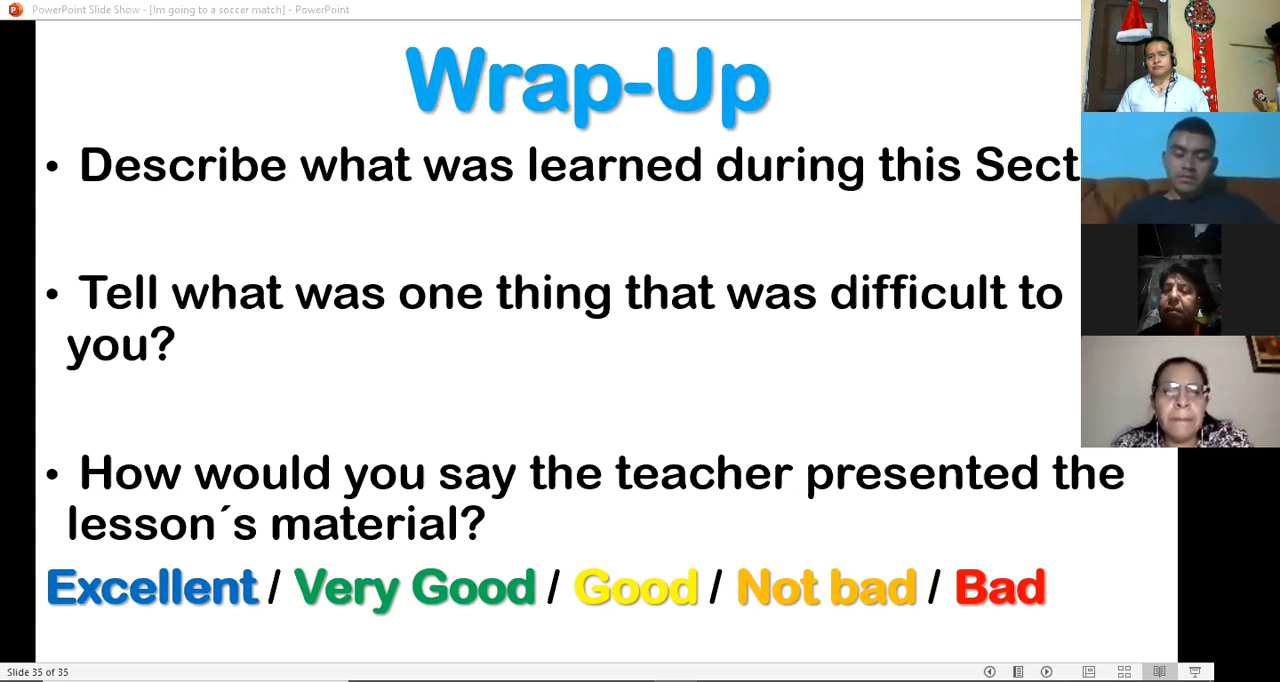 PowerPoint Slide Show - [Im going to a soccer match] - PowerPoint
Wrap-Up
• Describe what was learned during this Sect
• Tell what was one thing that was difficult to
you?
• How would you say the teacher presented the
lesson´s material?
Excellent / Very Good / Good / Not bad / Bad
Slide 35 of 35